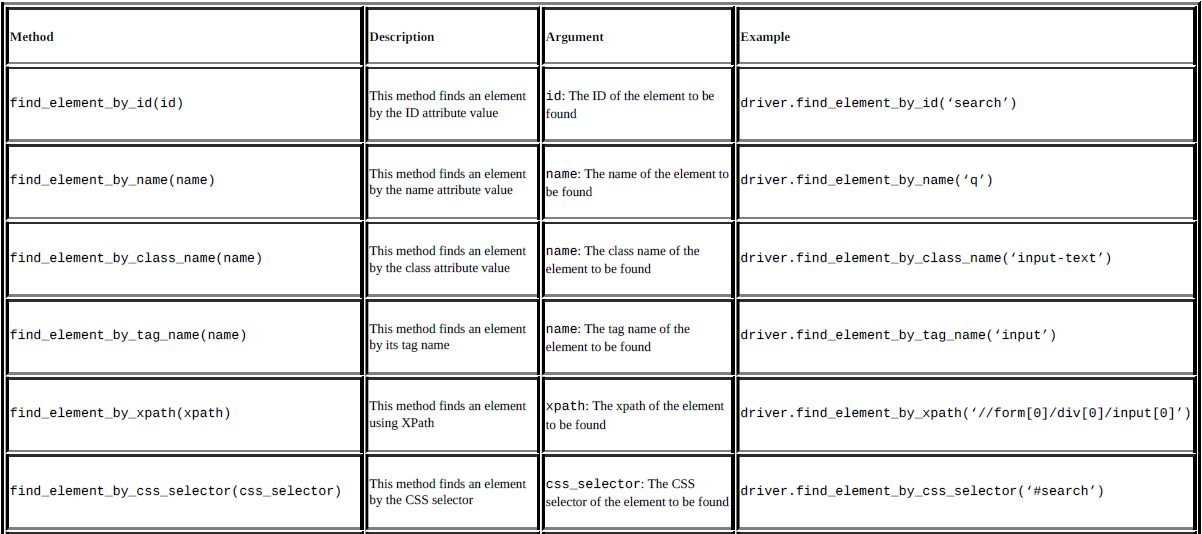 Method
Description
Argument
Example
find_element_by_id(id)
This method finds an element
by the ID attribute value
id: The ID of the element to be
found
driver.find_element_by_id(‘search’)
find_element_by_name(name)
This method finds an element
by the name attribute value
name: The name of the element to
be found
driver.find_element_by_name(‘q’)
find_element_by_class_name(name)
This method finds an element
by the class attribute value
name: The class name of the
element to be found
driver.find_element_by_class_name(‘input-text’)
find_element_by_tag_name(name)
This method finds an element
by its tag name
name: The tag name of the
element to be found
driver.find_element_by_tag_name(‘input’)
find_element_by_xpath(xpath)
This method finds an element
using XPath
xpath: The xpath of the element
to be found
driver.find_element_by_xpath(‘//form[0]/div[0]/input[0]’)
find_element_by_css_selector(css_selector)
This method finds an element
by the CSS selector
css_selector: The CSS
selector of the element to be found
driver.find_element_by_css_selector(‘#search’)